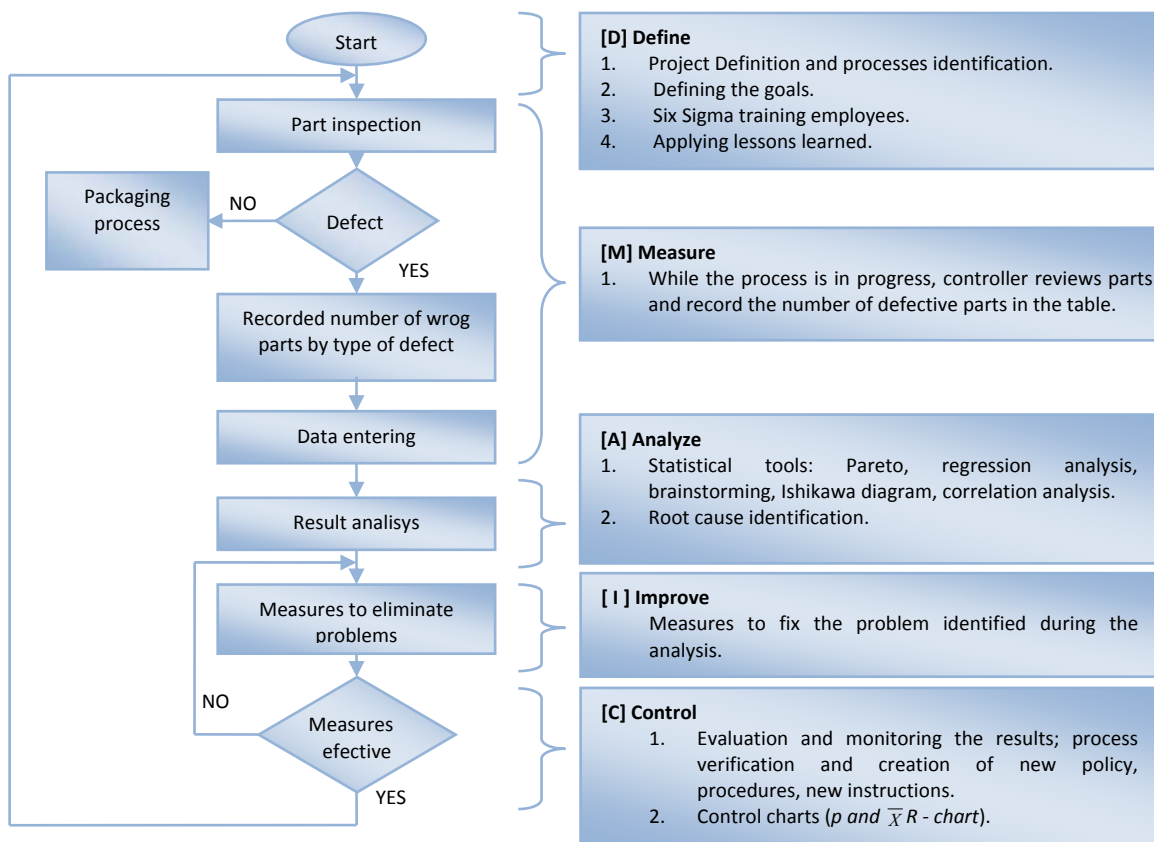 Start
Part inspection
Packaging
process
NO
Defect
YES
Recorded number of wrog
parts by type of defect
Data entering
Result analisys
Measures to eliminate
problems
NO
Measures
efective
YES
[D] Define
1. Project Definition and processes identification.
2. Defining the goals.
3. Six Sigma training employees.
4. Applying lessons learned.
[M] Measure
1. While the process is in progress, controller reviews parts
and record the number of defective parts in the table.
[A] Analyze
1. Statistical tools: Pareto, regression analysis,
brainstorming, Ishikawa diagram, correlation analysis.
2. Root cause identification.
[ I ] Improve
Measures to fix the problem identified during the
analysis.
[C] Control
1. Evaluation and monitoring the results; process
verification and creation of new policy,
procedures, new instructions.
2. Control charts (p and X̅ R - chart).